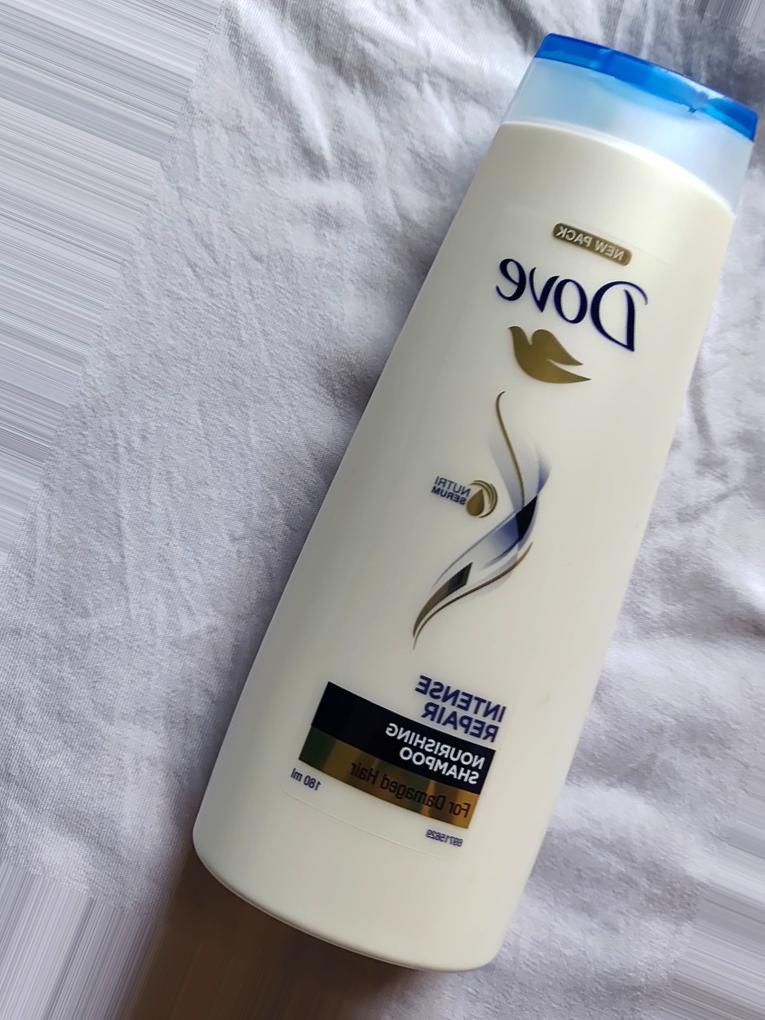 NEW PACK
Dove
NUTRI
SERUM
INTENSE
REPAIR
NOURISHING
SHAMPOO
For Damaged Hair
180 ml